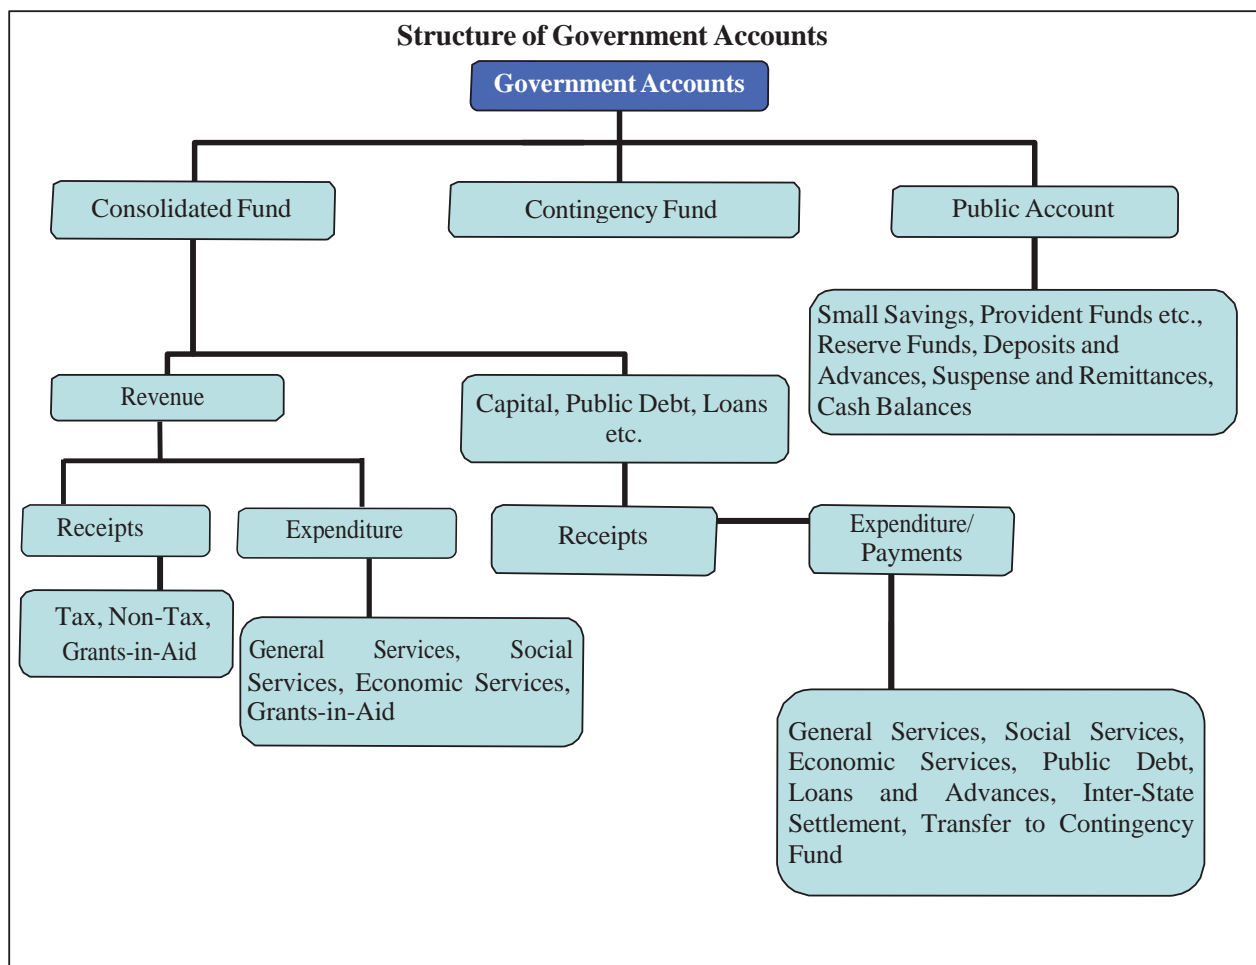 Structure of Government Accounts
Government Accounts
Consolidated Fund
Contingency Fund
Public Account
Small Savings, Provident Funds etc.,
Reserve Funds, Deposits and
Advances, Suspense and Remittances,
Cash Balances
Revenue
Capital, Public Debt, Loans
etc.
Receipts
Expenditure
Receipts
Expenditure/
Payments
Tax, Non-Tax,
Grants-in-Aid
General Services, Social
Services, Economic Services,
Grants-in-Aid
General Services, Social Services,
Economic Services, Public Debt,
Loans and Advances, Inter-State
Settlement, Transfer to Contingency
Fund